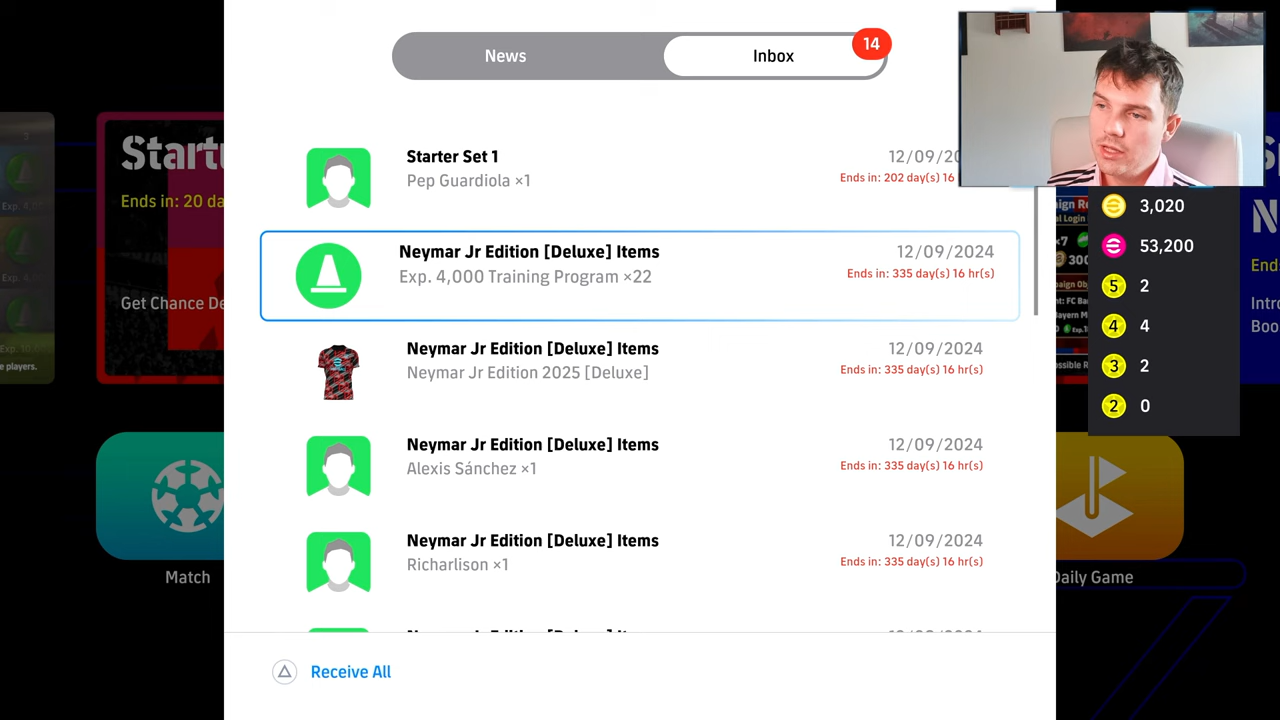 News
Inbox
14
Starter Set 1
12/09/20
Pep Guardiola ×1
Ends in: 202 day(s) 16
Neymar Jr Edition [Deluxe] Items
12/09/2024
Exp. 4,000 Training Program ×22
Ends in: 335 day(s) 16 hr(s)
Neymar Jr Edition [Deluxe] Items
12/09/2024
Neymar Jr Edition 2025 [Deluxe]
Ends in: 335 day(s) 16 hr(s)
Neymar Jr Edition [Deluxe] Items
12/09/2024
Alexis Sánchez ×1
Ends in: 335 day(s) 16 hr(s)
Neymar Jr Edition [Deluxe] Items
12/09/2024
Richarlison ×1
Ends in: 335 day(s) 16 hr(s)
Receive All
3,020
53,200
5 2
4 4
3 2
2 0
Start
Ends in: 20 da
Get Chance De
e players.
Match
Daily Game
N
Ends
Intro
Boo